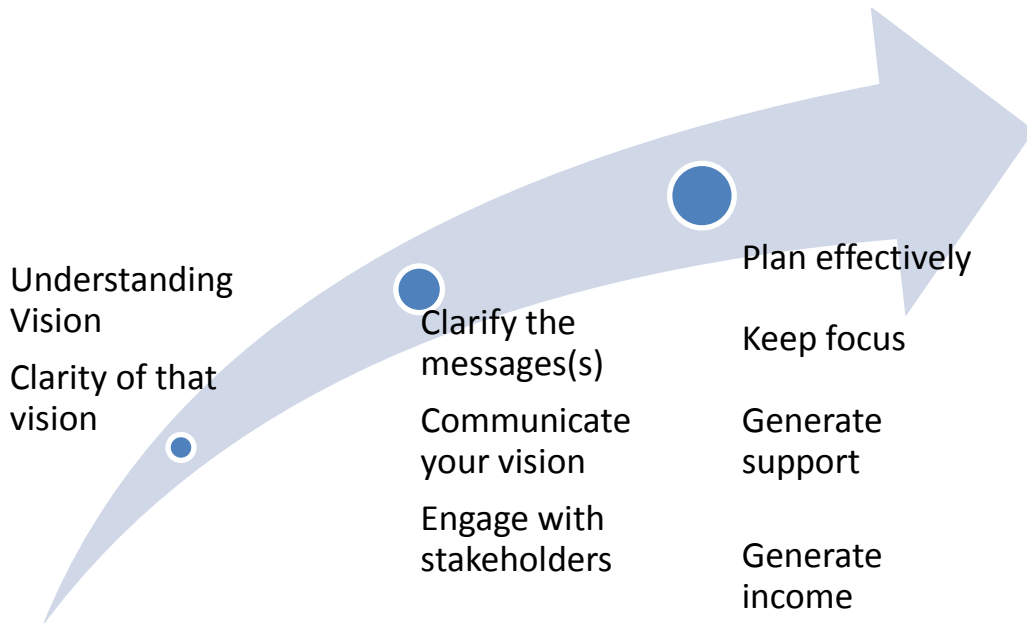 Understanding
Vision
Clarity of that
vision
Clarify the
messages(s)
Communicate
your vision
Engage with
stakeholders
Plan effectively
Keep focus
Generate
support
Generate
income